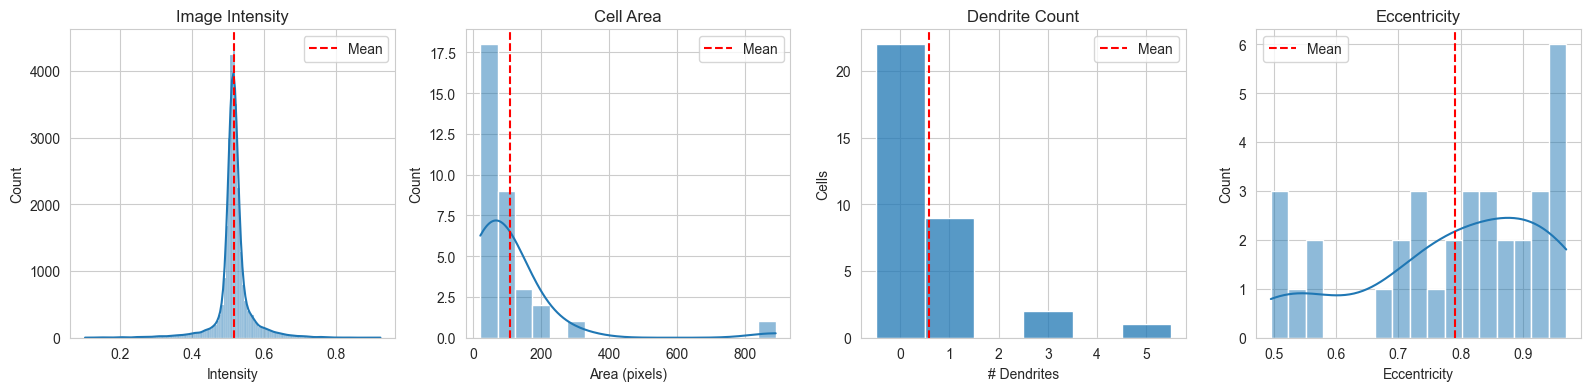 Image Intensity
Mean
4000
3000
2000
1000
0
Count
0.2 0.4 0.6 0.8
Intensity
Cell Area
Mean
17.5
15.0
12.5
10.0
7.5
5.0
2.5
0.0
Count
0 200 400 600 800
Area (pixels)
Dendrite Count
Mean
20
15
10
5
0
Cells
0 1 2 3 4 5
# Dendrites
Eccentricity
Mean
6
5
4
3
2
1
0
Count
0.5 0.6 0.7 0.8 0.9
Eccentricity